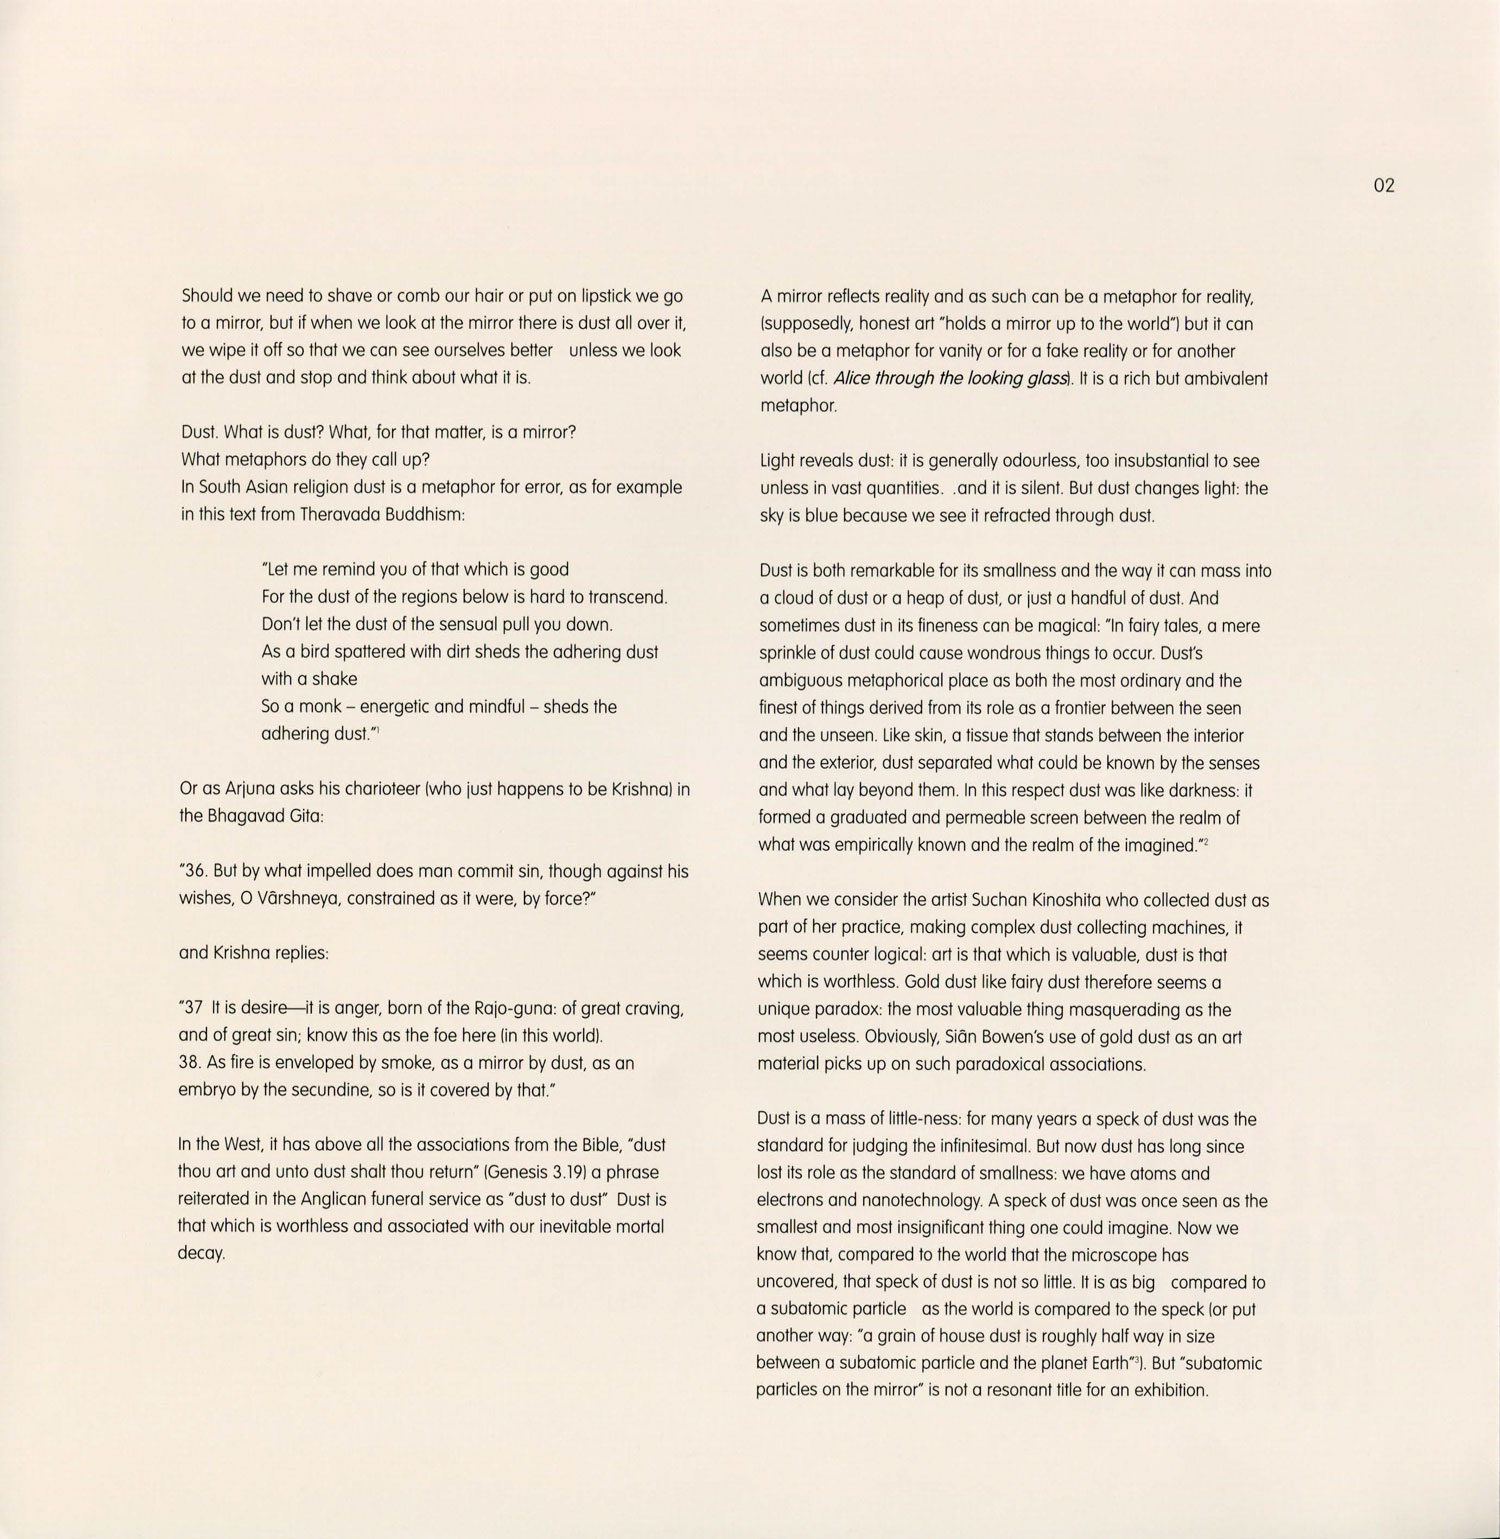 02
Should we need to shave or comb our hair or put on lipstick we go
to a mirror, but if when we look at the mirror there is dust all over it,
we wipe it off so that we can see ourselves better   unless we look
at the dust and stop and think about what it is.
Dust. What is dust? What, for that matter, is a mirror?
What metaphors do they call up?
In South Asian religion dust is a metaphor for error, as for example
in this text from Theravada Buddhism:
"Let me remind you of that which is good
For the dust of the regions below is hard to transcend.
Don't let the dust of the sensual pull you down.
As a bird spattered with dirt sheds the adhering dust
with a shake
So a monk – energetic and mindful – sheds the
adhering dust."1
Or as Arjuna asks his charioteer (who just happens to be Krishna) in
the Bhagavad Gita:
"36. But by what impelled does man commit sin, though against his
wishes, O Vârshneya, constrained as it were, by force?"
and Krishna replies:
"37  It is desire—it is anger, born of the Rajo-guna: of great craving,
and of great sin; know this as the foe here (in this world).
38. As fire is enveloped by smoke, as a mirror by dust, as an
embryo by the secundine, so is it covered by that."
In the West, it has above all the associations from the Bible, "dust
thou art and unto dust shalt thou return" (Genesis 3.19) a phrase
reiterated in the Anglican funeral service as "dust to dust"  Dust is
that which is worthless and associated with our inevitable mortal
decay.
A mirror reflects reality and as such can be a metaphor for reality,
(supposedly, honest art "holds a mirror up to the world") but it can
also be a metaphor for vanity or for a fake reality or for another
world (cf. Alice through the looking glass). It is a rich but ambivalent
metaphor.
Light reveals dust: it is generally odourless, too insubstantial to see
unless in vast quantities.  .and it is silent. But dust changes light: the
sky is blue because we see it refracted through dust.
Dust is both remarkable for its smallness and the way it can mass into
a cloud of dust or a heap of dust, or just a handful of dust. And
sometimes dust in its fineness can be magical: "In fairy tales, a mere
sprinkle of dust could cause wondrous things to occur. Dust's
ambiguous metaphorical place as both the most ordinary and the
finest of things derived from its role as a frontier between the seen
and the unseen. Like skin, a tissue that stands between the interior
and the exterior, dust separated what could be known by the senses
and what lay beyond them. In this respect dust was like darkness: it
formed a graduated and permeable screen between the realm of
what was empirically known and the realm of the imagined."2
When we consider the artist Suchan Kinoshita who collected dust as
part of her practice, making complex dust collecting machines, it
seems counter logical: art is that which is valuable, dust is that
which is worthless. Gold dust like fairy dust therefore seems a
unique paradox: the most valuable thing masquerading as the
most useless. Obviously, Siân Bowen's use of gold dust as an art
material picks up on such paradoxical associations.
Dust is a mass of little-ness: for many years a speck of dust was the
standard for judging the infinitesimal. But now dust has long since
lost its role as the standard of smallness: we have atoms and
electrons and nanotechnology. A speck of dust was once seen as the
smallest and most insignificant thing one could imagine. Now we
know that, compared to the world that the microscope has
uncovered, that speck of dust is not so little. It is as big   compared to
a subatomic particle   as the world is compared to the speck (or put
another way: "a grain of house dust is roughly half way in size
between a subatomic particle and the planet Earth"3). But "subatomic
particles on the mirror" is not a resonant title for an exhibition.